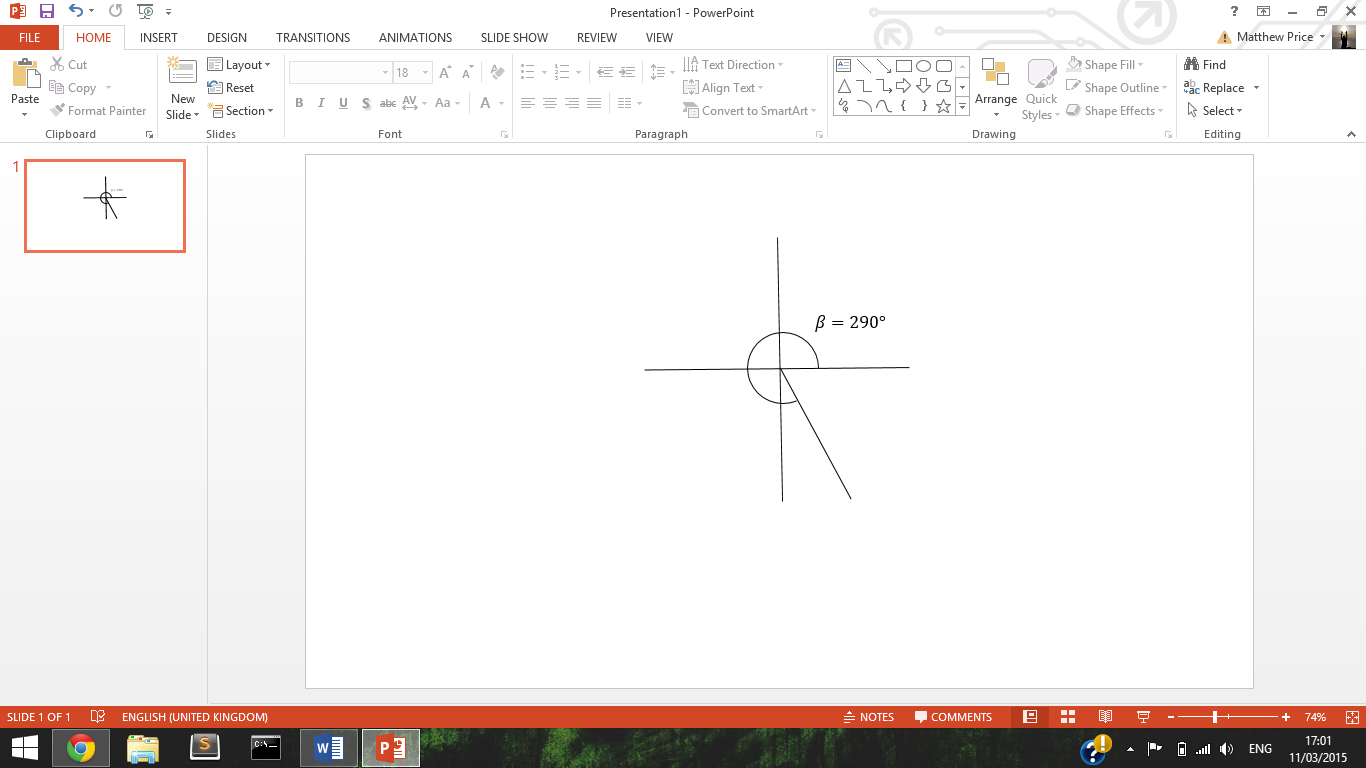 Presentation1 - PowerPoint
FILE HOME INSERT DESIGN TRANSITIONS ANIMATIONS SLIDE SHOW REVIEW VIEW Matthew Price
Paste
Cut
Copy
Format Painter
Clipboard
New Slide
Layout
Reset
Section
Slides
18
B I U S abc AV Aa A
Font
Text Direction
Align Text
Convert to SmartArt
Paragraph
Arrange
Quick Styles
Shape Fill
Shape Outline
Shape Effects
Drawing
Find
Replace
Select
Editing
1
β = 290°
SLIDE 1 OF 1 ENGLISH (UNITED KINGDOM) NOTES COMMENTS 74%
ENG 17:01
11/03/2015